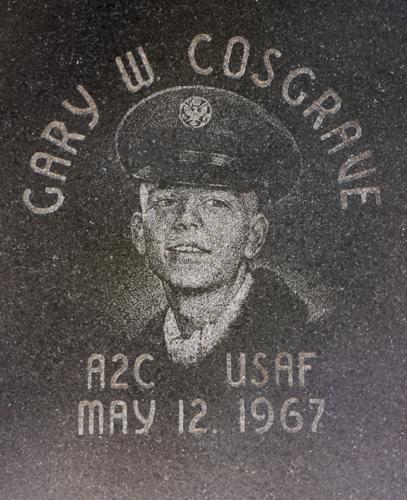 GARY W. COSGRAVE
A2C USAF
MAY 12. 1967